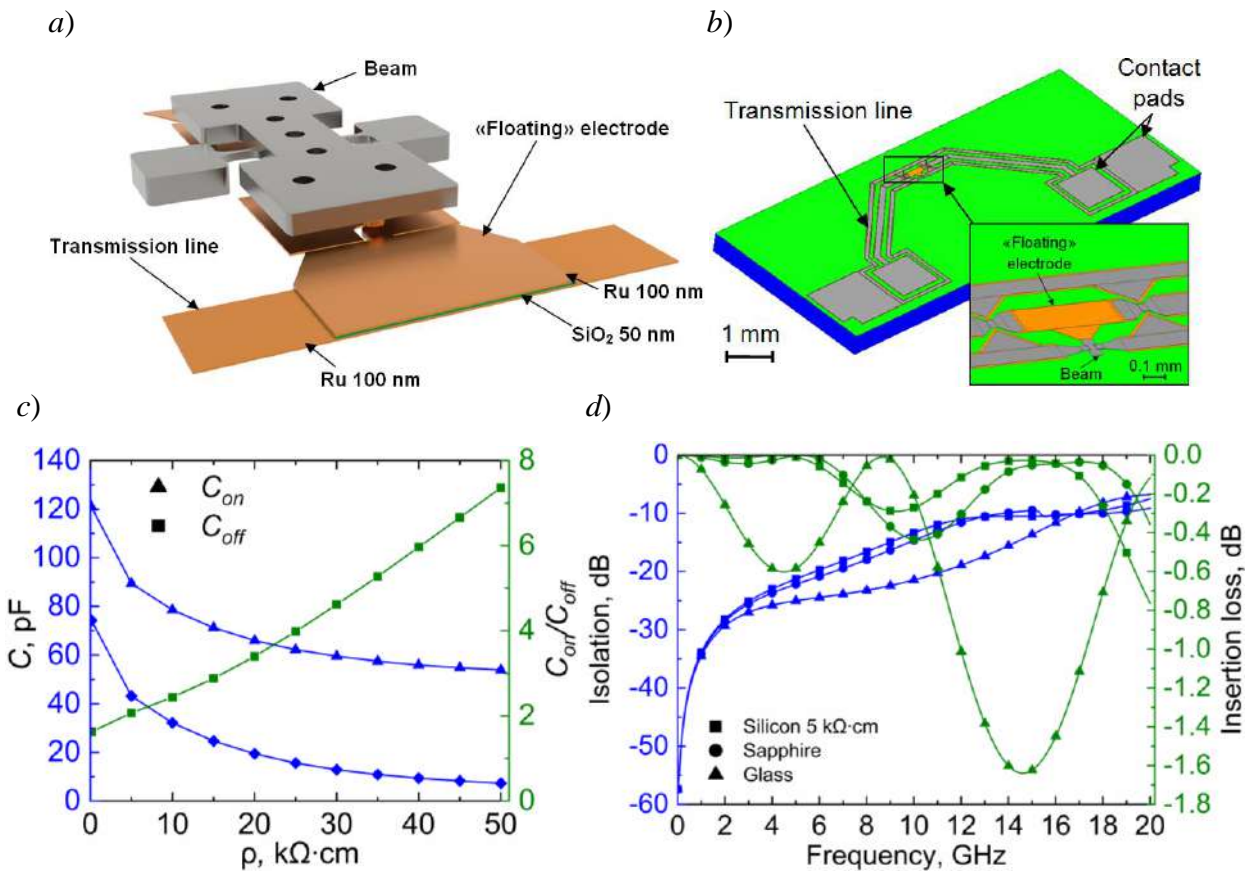 a)
Beam
«Floating» electrode
Transmission line
Ru 100 nm
SiO₂ 50 nm
Ru 100 nm
b)
Contact
pads
Transmission line
«Floating»
electrode
1 mm
Beam
0.1 mm
c)
140
120
100
80
60
40
20
0
C, pF
C_on
C_off
8
6
4
2
0
C_on/C_off
0 10 20 30 40 50
ρ, kΩ·cm
d)
0
-10
-20
-30
-40
-50
-60
Isolation, dB
Silicon 5 kΩ·cm
Sapphire
Glass
0.0
-0.2
-0.4
-0.6
-0.8
-1.0
-1.2
-1.4
-1.6
-1.8
Insertion loss, dB
0 2 4 6 8 10 12 14 16 18 20
Frequency, GHz